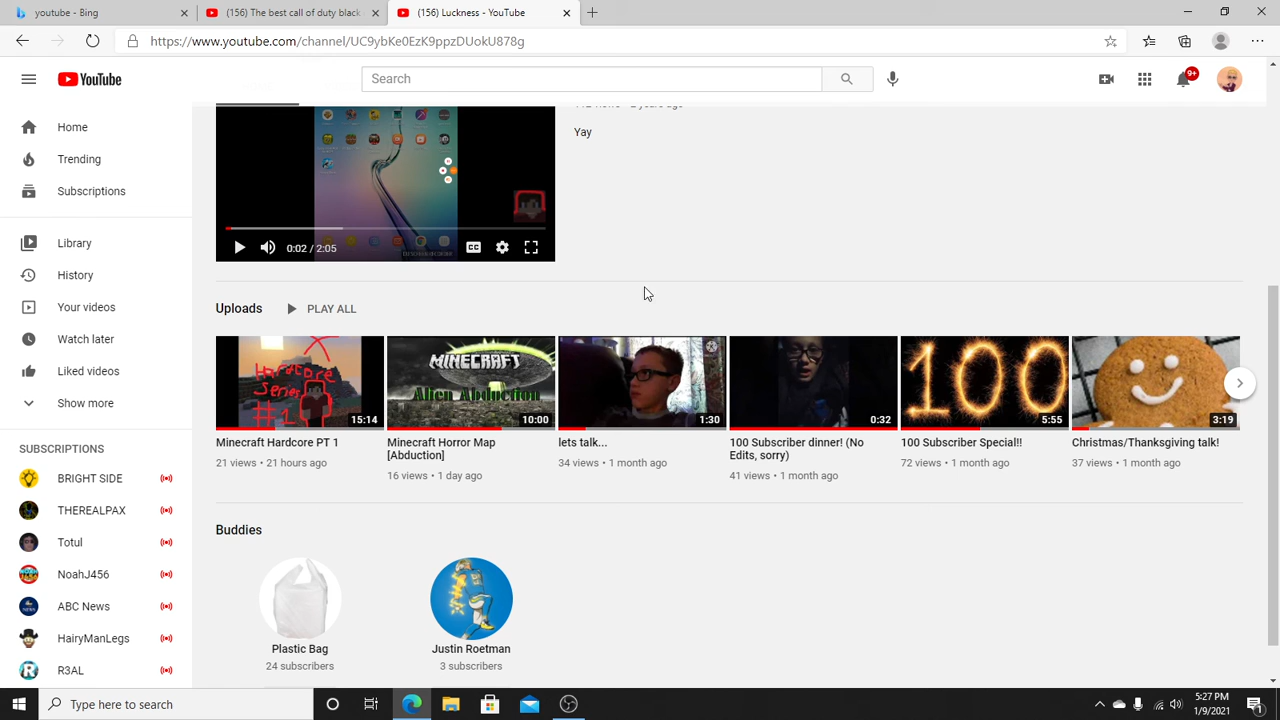 youtube - Bing
(156) The call of duty black
(156) Luckness - YouTube
https://www.youtube.com/channel/UC9ybKe0EzK9ppzDUokU878g
YouTube
Search
9+
Home
Trending
Subscriptions
Library
History
Your videos
Watch later
Liked videos
Show more
SUBSCRIPTIONS
BRIGHT SIDE
THEREALPAX
Totul
NoahJ456
ABC News
HairyManLegs
R3AL
Yay
0:02 / 2:05
CC
Uploads
PLAY ALL
Hardcore
Series
#1
15:14
Minecraft Hardcore PT 1
21 views • 21 hours ago
MINECRAFT
Alien Abduction
10:00
Minecraft Horror Map
[Abduction]
16 views • 1 day ago
1:30
lets talk...
34 views • 1 month ago
0:32
100 Subscriber dinner! (No
Edits, sorry)
41 views • 1 month ago
100
5:55
100 Subscriber Special!!
72 views • 1 month ago
3:19
Christmas/Thanksgiving talk!
37 views • 1 month ago
Buddies
Plastic Bag
24 subscribers
Justin Roetman
3 subscribers
Type here to search
5:27 PM
1/9/2021
1